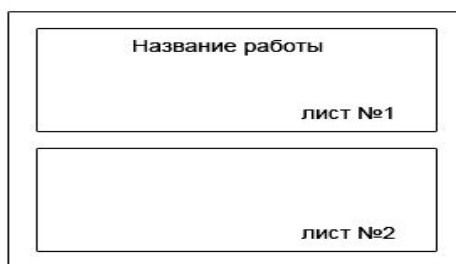 Название работы
лист №1
лист №2